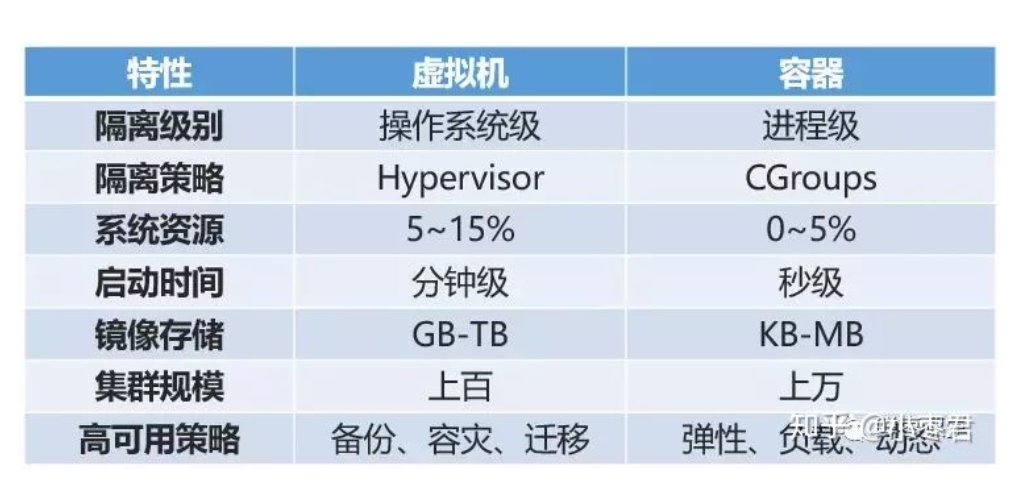 特性 虚拟机 容器
隔离级别 操作系统级 进程级
隔离策略 Hypervisor CGroups
系统资源 5~15% 0~5%
启动时间 分钟级 秒级
镜像存储 GB-TB KB-MB
集群规模 上百 上万
高可用策略 备份、容灾、迁移 弹性、负载、动态
知乎 @小枣君